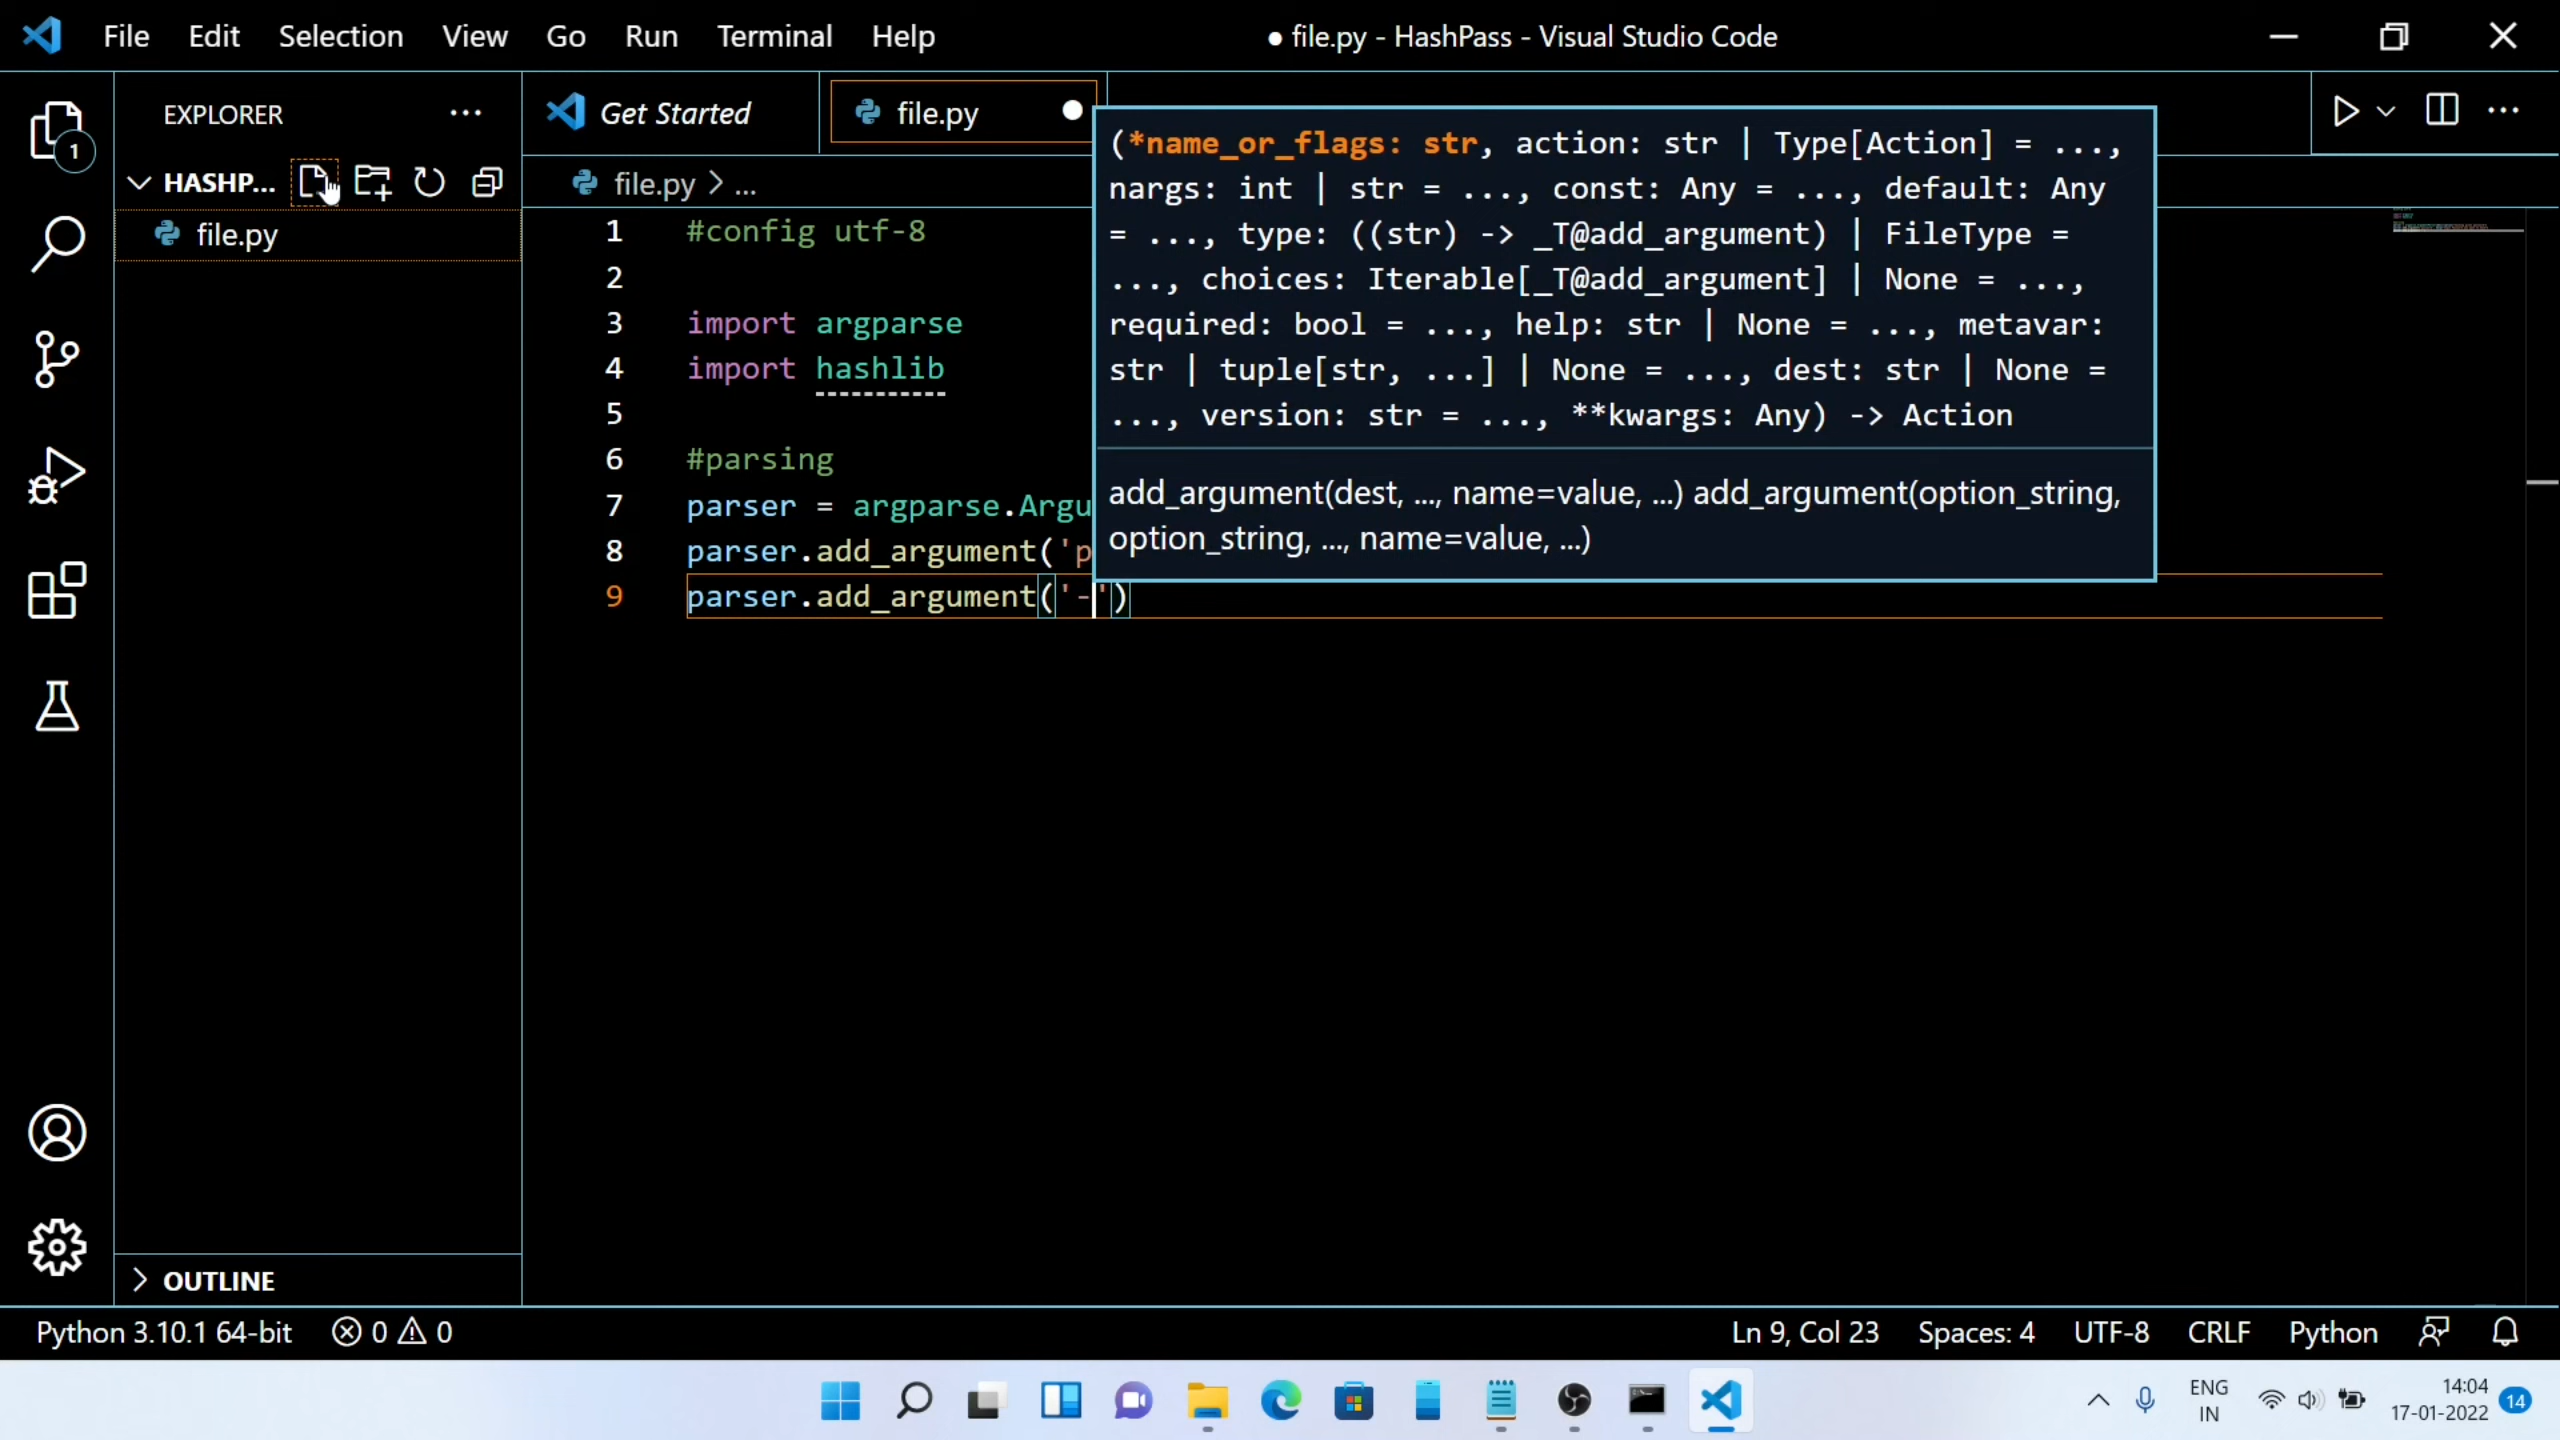 File Edit Selection View Go Run Terminal Help
● file.py - HashPass - Visual Studio Code
1
EXPLORER
HASHP...
file.py
OUTLINE
Get Started
file.py
file.py > ...
1 #config utf-8
2
3 import argparse
4 import hashlib
5
6 #parsing
7 parser = argparse.Argu
8 parser.add_argument('p
9 parser.add_argument('-')
(*name_or_flags: str, action: str | Type[Action] = ...,
nargs: int | str = ..., const: Any = ..., default: Any
= ..., type: ((str) -> _T@add_argument) | FileType =
..., choices: Iterable[_T@add_argument] | None = ...,
required: bool = ..., help: str | None = ..., metavar:
str | tuple[str, ...] | None = ..., dest: str | None =
..., version: str = ..., **kwargs: Any) -> Action
add_argument(dest, ..., name=value, ...) add_argument(option_string,
option_string, ..., name=value, ...)
Python 3.10.1 64-bit 0 0
Ln 9, Col 23 Spaces: 4 UTF-8 CRLF Python
ENG
IN
14:04
17-01-2022
14